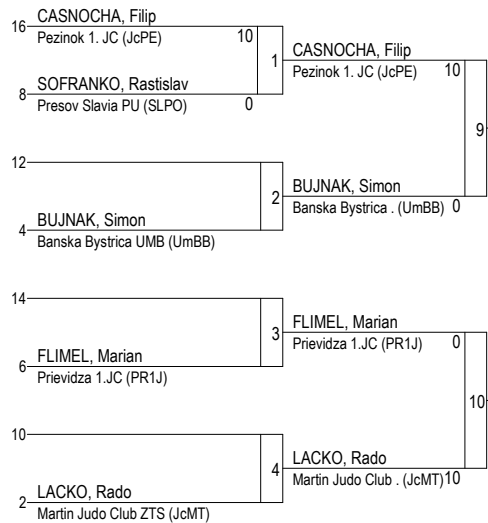 16 CASNOCHA, Filip
Pezinok 1. JC (JcPE) 10
1
8 SOFRANKO, Rastislav
Presov Slavia PU (SLPO) 0
CASNOCHA, Filip
Pezinok 1. JC (JcPE) 10
9
12
2
4 BUJNAK, Simon
Banska Bystrica UMB (UmBB)
BUJNAK, Simon
Banska Bystrica . (UmBB) 0
14
3
6 FLIMEL, Marian
Prievidza 1.JC (PR1J)
FLIMEL, Marian
Prievidza 1.JC (PR1J) 0
10
10
4
2 LACKO, Rado
Martin Judo Club ZTS (JcMT)
LACKO, Rado
Martin Judo Club . (JcMT) 10